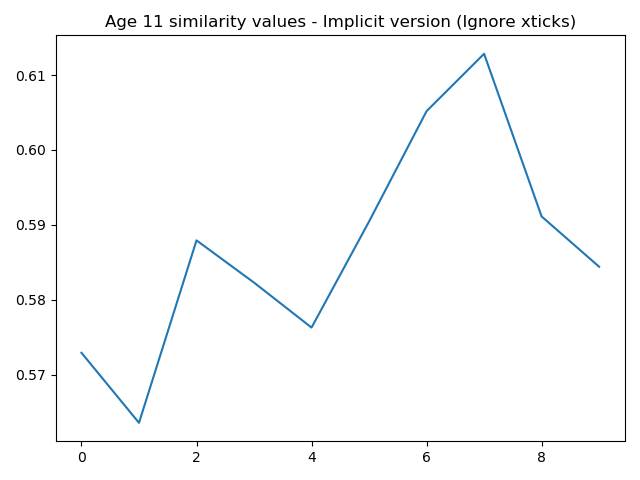 Age 11 similarity values - Implicit version (Ignore xticks)
0.61
0.60
0.59
0.58
0.57
0 2 4 6 8